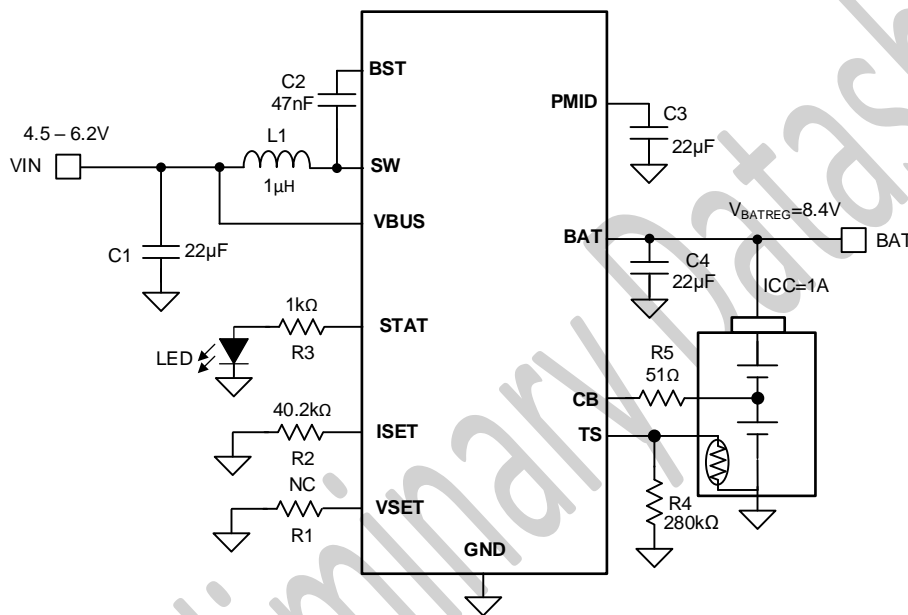 BST
C2
47nF
PMID
C3
22µF
4.5 – 6.2V
VIN
L1
1µH
SW
VBUS
C1
22µF
V_BATREG=8.4V
BAT
BAT
C4
22µF
ICC=1A
1kΩ
STAT
LED
R3
R5
51Ω
CB
40.2kΩ
ISET
R2
TS
NC
VSET
R1
R4
280kΩ
GND
liminary Datash